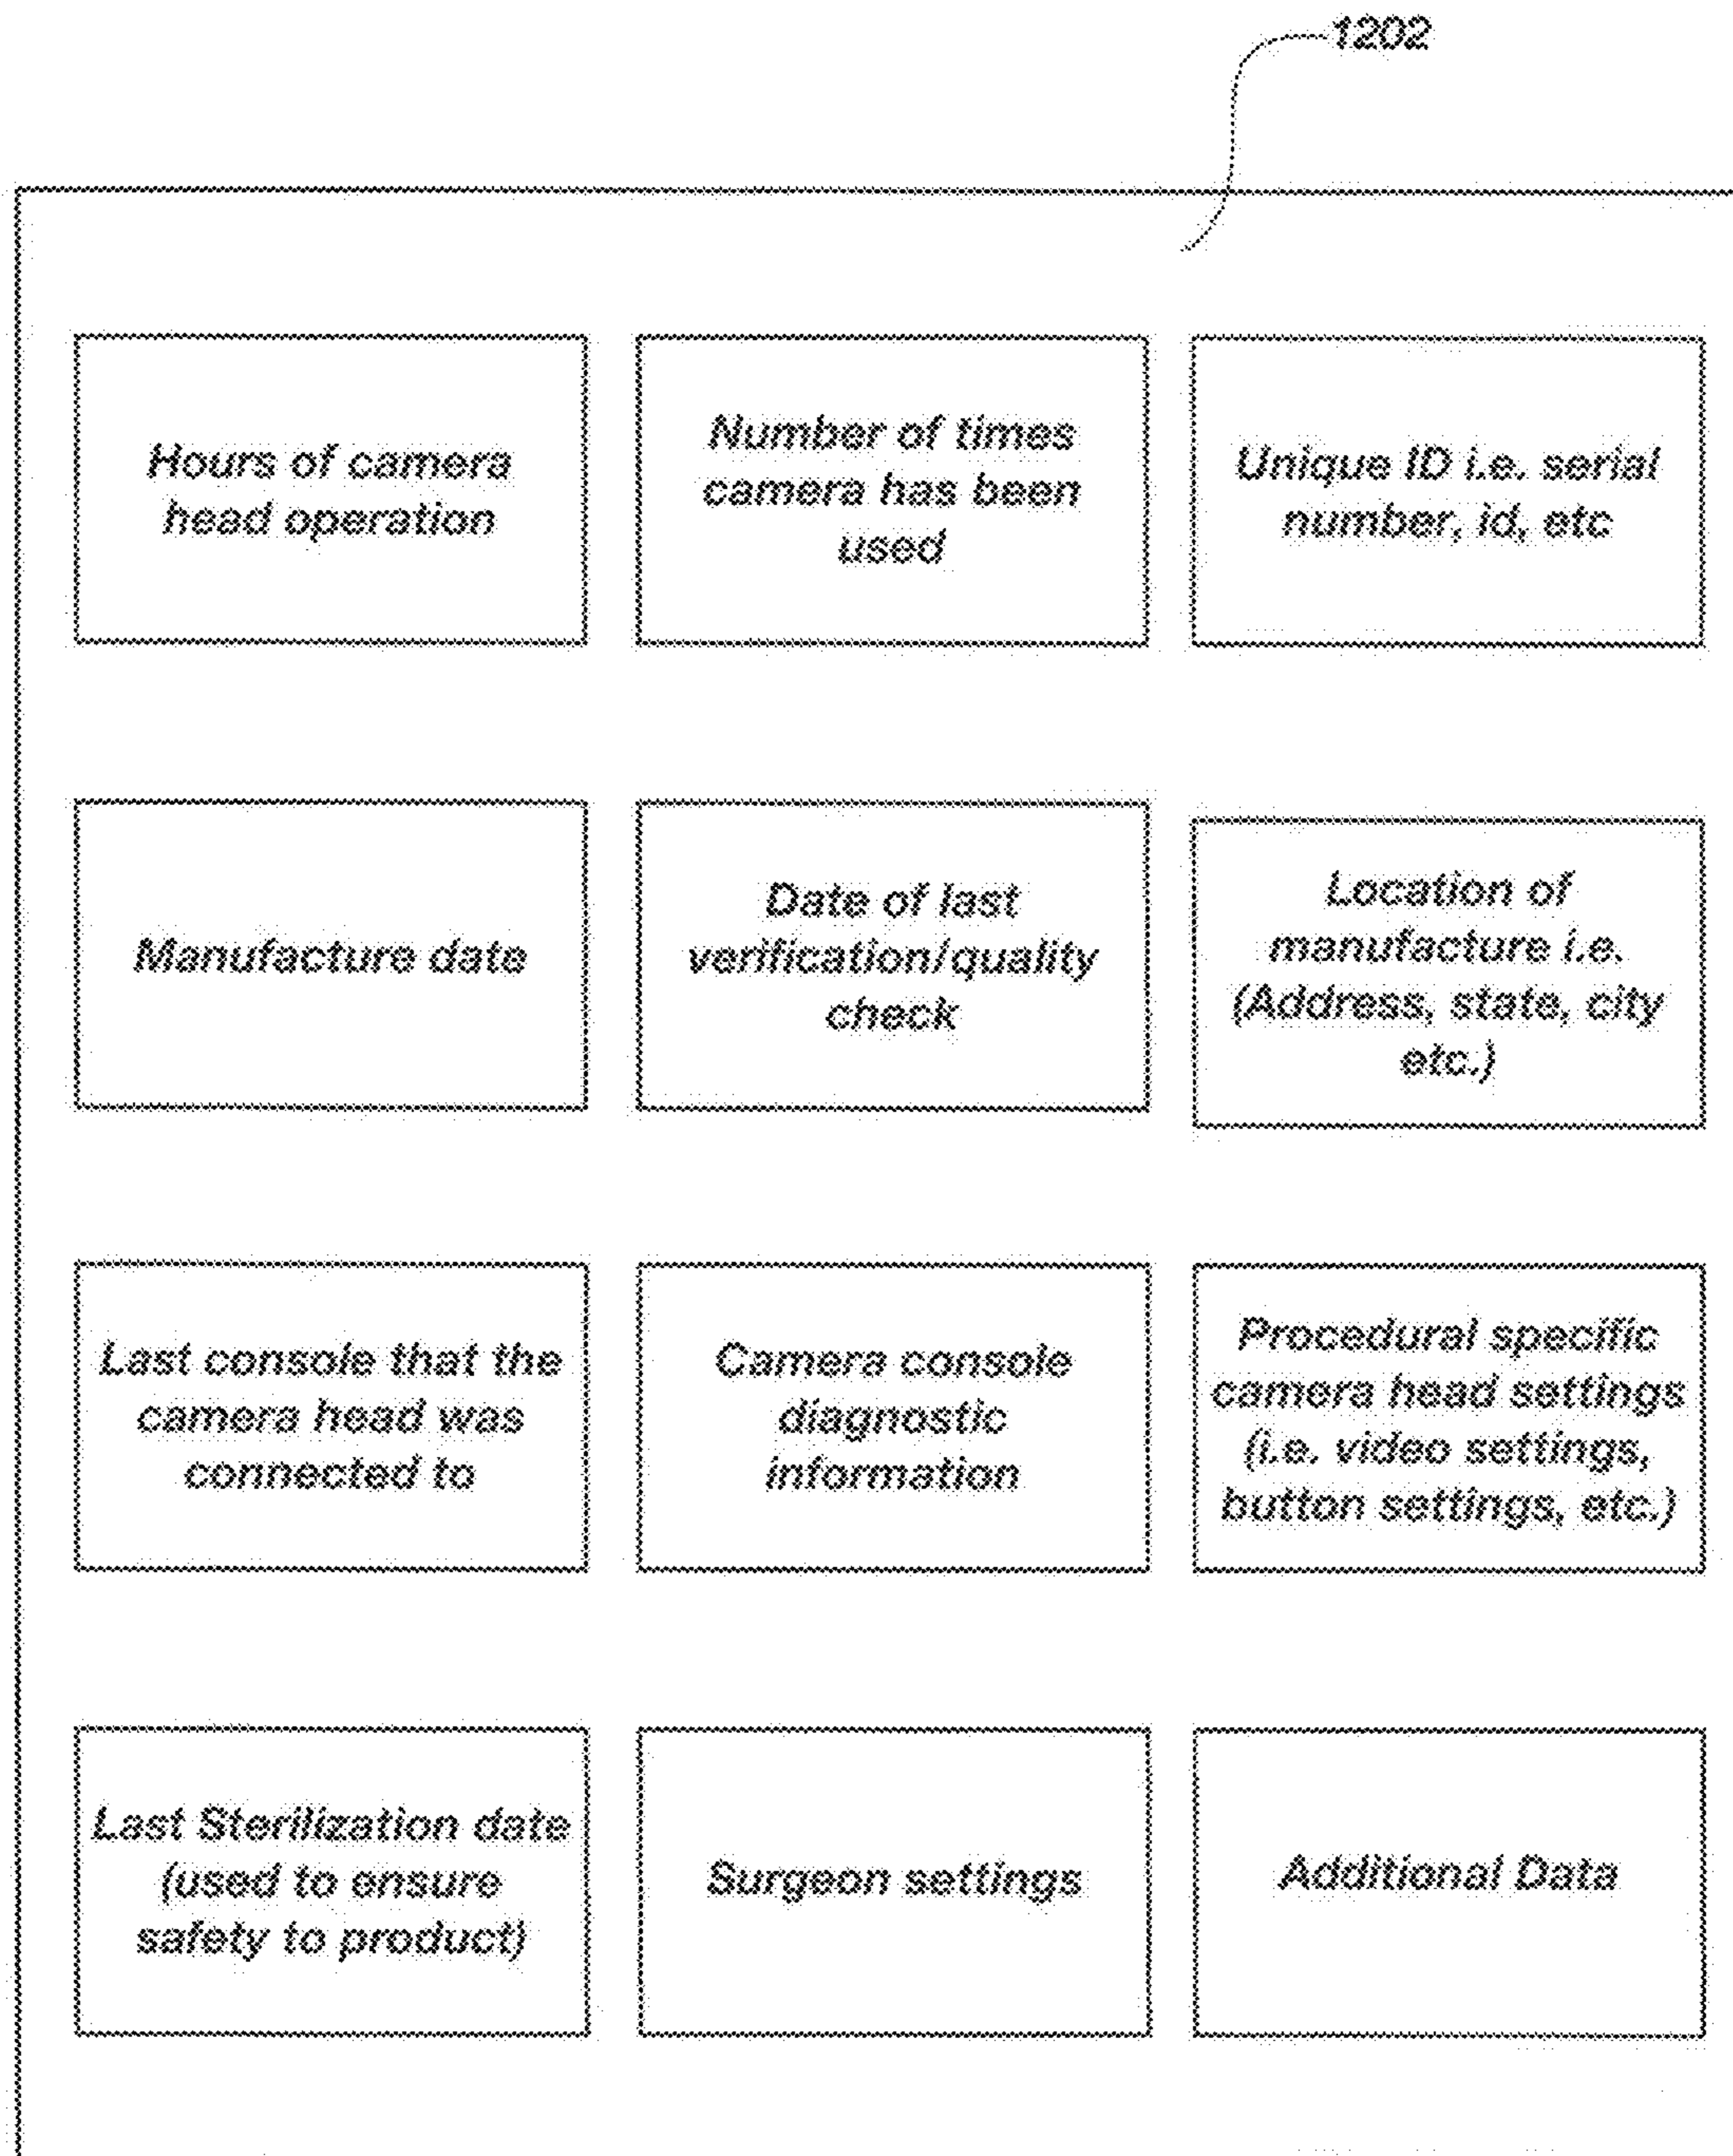 1202
Hours of camera
head operation
Number of times
camera has been
used
Unique ID i.e. serial
number, id, etc
Manufacture date
Date of last
verification/quality
check
Location of
manufacture i.e.
(Address, state, city
etc.)
Last console that the
camera head was
connected to
Camera console
diagnostic
information
Procedural specific
camera head settings
(i.e. video settings,
button settings, etc.)
Last Sterilization date
(used to ensure
safety to product)
Surgeon settings
Additional Data